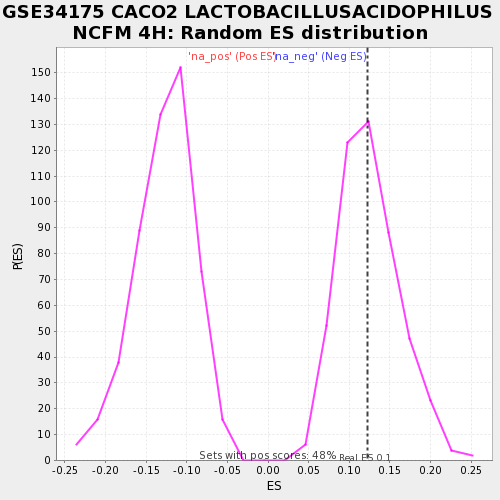 GSE34175 CACO2 LACTOBACILLUSACIDOPHILUS
NCFM 4H: Random ES distribution
'na_pos' (Pos ES) 'na_neg' (Neg ES)
150
140
130
120
110
100
90
80
70
60
50
40
30
20
10
0
P(ES)
Sets with pos scores: 48%
Real ES 0.1
-0.25 -0.20 -0.15 -0.10 -0.05 0.00 0.05 0.10 0.15 0.20 0.25
ES